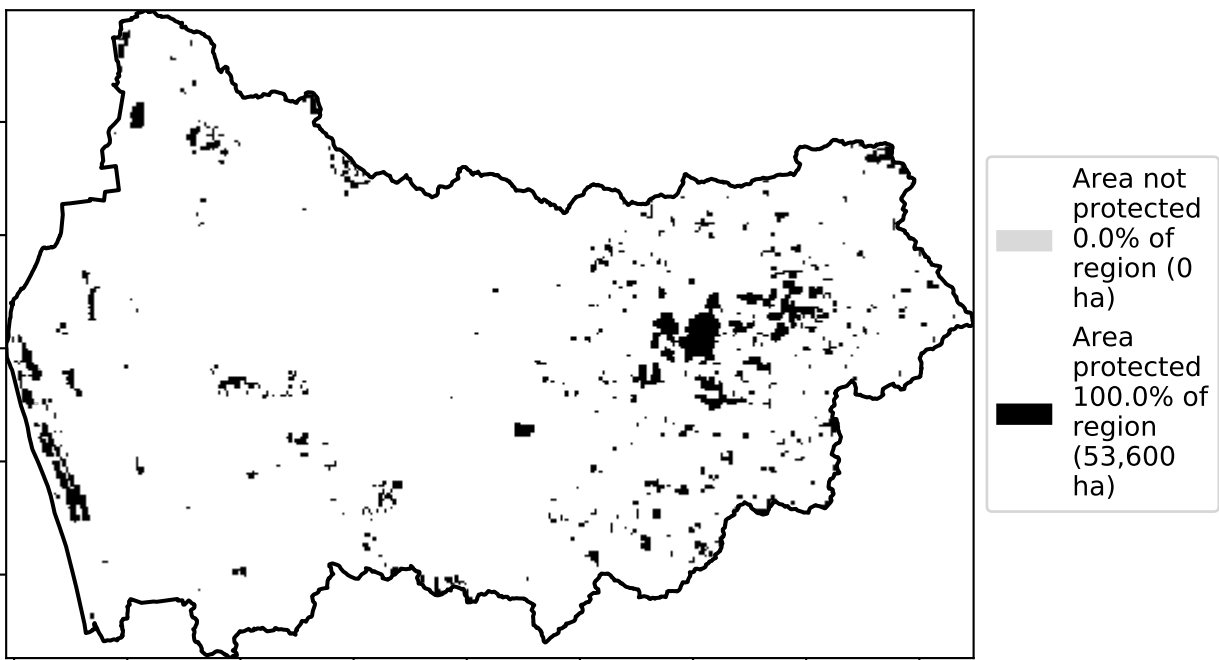 Area not
protected
0.0% of
region (0
ha)
Area
protected
100.0% of
region
(53,600
ha)